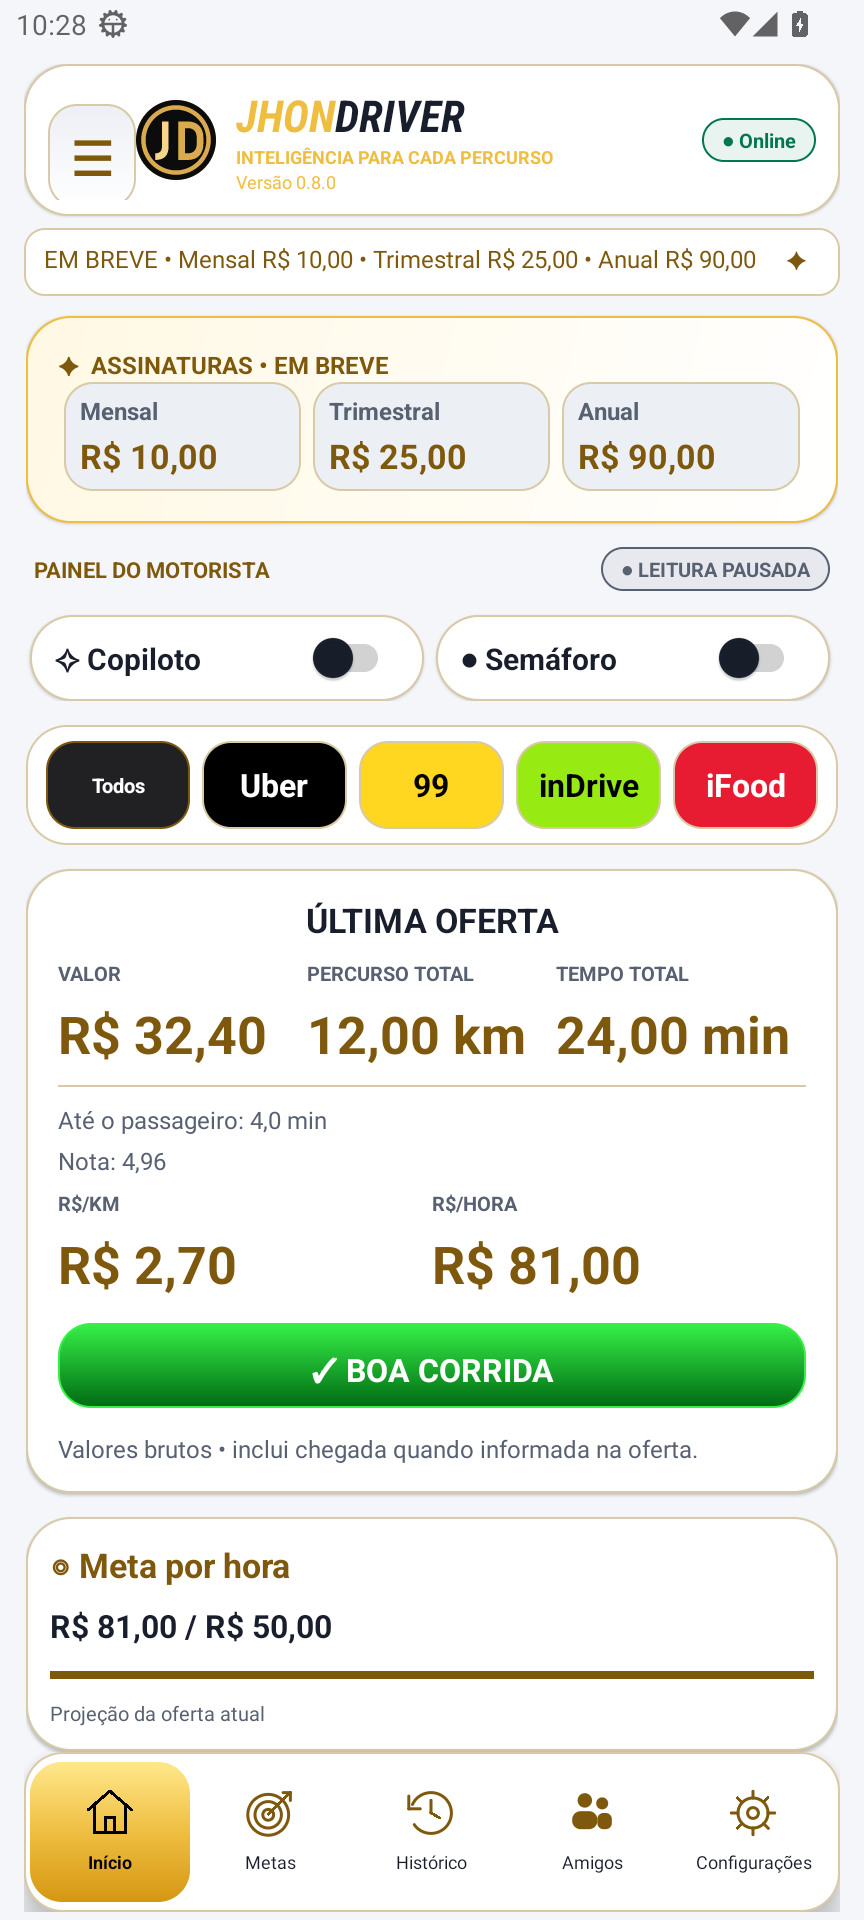 10:28
JD
JHONDRIVER
INTELIGÊNCIA PARA CADA PERCURSO
Versão 0.8.0
● Online
EM BREVE • Mensal R$ 10,00 • Trimestral R$ 25,00 • Anual R$ 90,00 ✦
✦ ASSINATURAS • EM BREVE
Mensal Trimestral Anual
R$ 10,00 R$ 25,00 R$ 90,00
PAINEL DO MOTORISTA ● LEITURA PAUSADA
✧ Copiloto ● Semáforo
Todos Uber 99 inDrive iFood
ÚLTIMA OFERTA
VALOR PERCURSO TOTAL TEMPO TOTAL
R$ 32,40 12,00 km 24,00 min
Até o passageiro: 4,0 min
Nota: 4,96
R$/KM R$/HORA
R$ 2,70 R$ 81,00
✓ BOA CORRIDA
Valores brutos • inclui chegada quando informada na oferta.
◎ Meta por hora
R$ 81,00 / R$ 50,00
Projeção da oferta atual
Início Metas Histórico Amigos Configurações